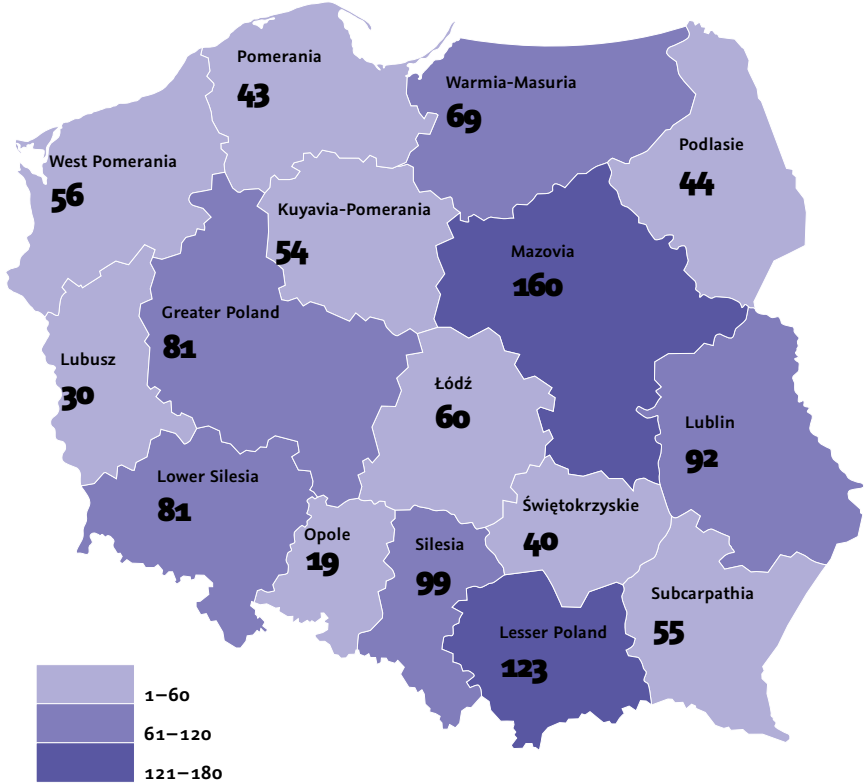 Pomerania
43
Warmia-Masuria
69
Podlasie
44
West Pomerania
56
Kuyavia-Pomerania
54
Mazovia
160
Greater Poland
81
Lubusz
30
Łódź
60
Lublin
92
Lower Silesia
81
Opole
19
Silesia
99
Świętokrzyskie
40
Subcarpathia
55
Lesser Poland
123
1–60
61–120
121–180